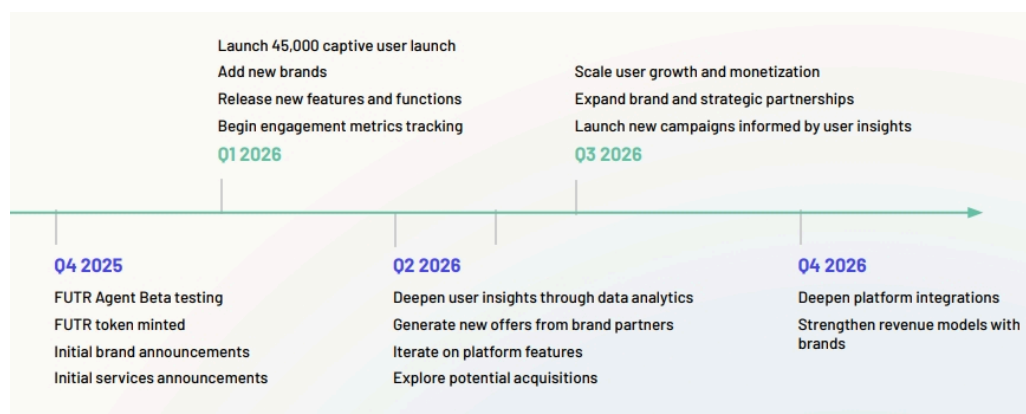 Launch 45,000 captive user launch
Add new brands
Release new features and functions
Begin engagement metrics tracking
Q1 2026
Scale user growth and monetization
Expand brand and strategic partnerships
Launch new campaigns informed by user insights
Q3 2026
Q4 2025
FUTR Agent Beta testing
FUTR token minted
Initial brand announcements
Initial services announcements
Q2 2026
Deepen user insights through data analytics
Generate new offers from brand partners
Iterate on platform features
Explore potential acquisitions
Q4 2026
Deepen platform integrations
Strengthen revenue models with
brands